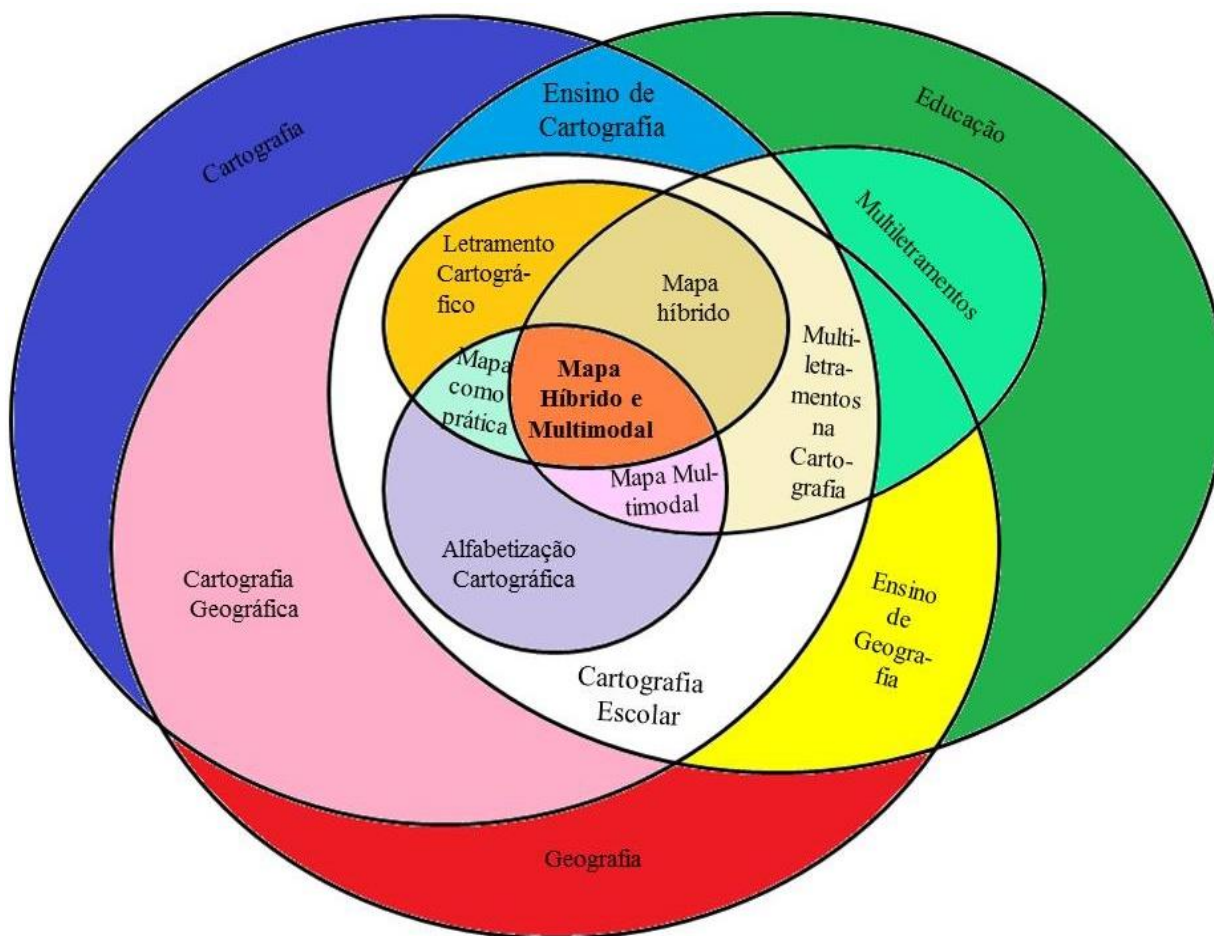 Ensino de
Cartografia
Educação
Cartografia
Multiletramentos
Letramento
Cartográ-
fico
Mapa
híbrido
Multi-
letra-
mentos
na
Carto-
grafia
Mapa
como
prática
Mapa
Híbrido e
Multimodal
Mapa Mul-
timodal
Alfabetização
Cartográfica
Cartografia
Geográfica
Ensino
de
Geogra-
fia
Cartografia
Escolar
Geografia